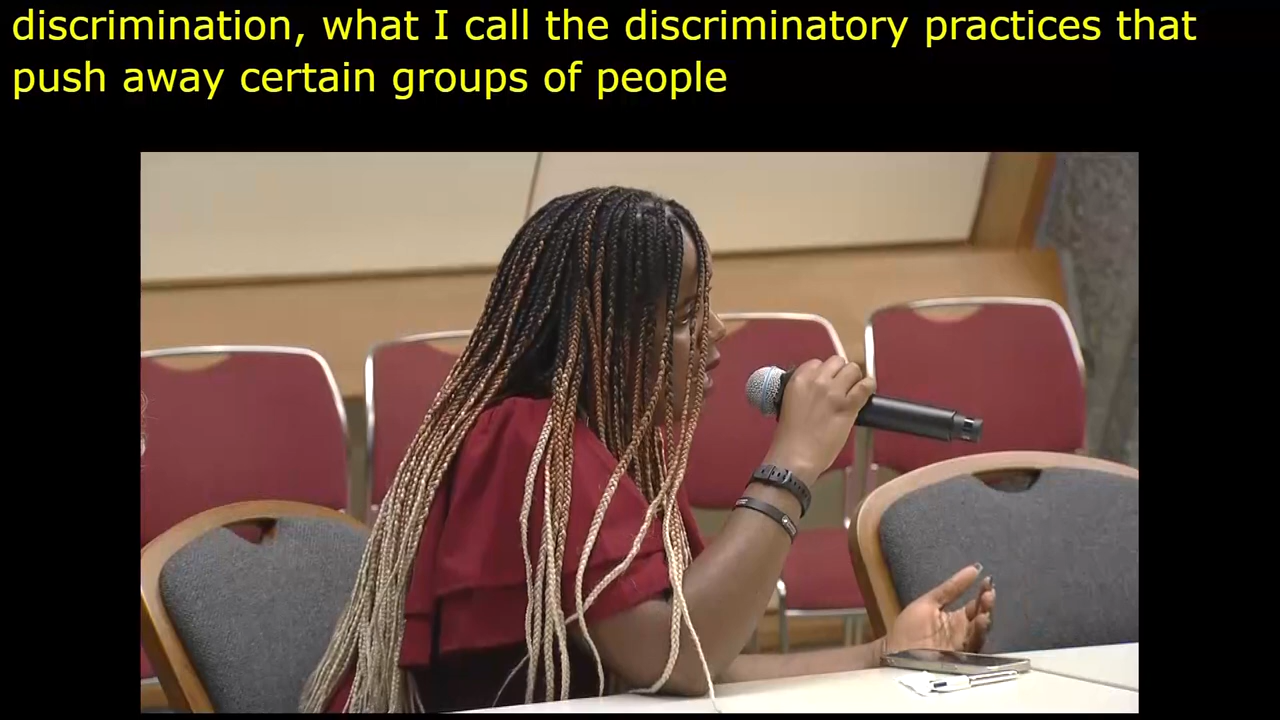 discrimination, what I call the discriminatory practices that
push away certain groups of people